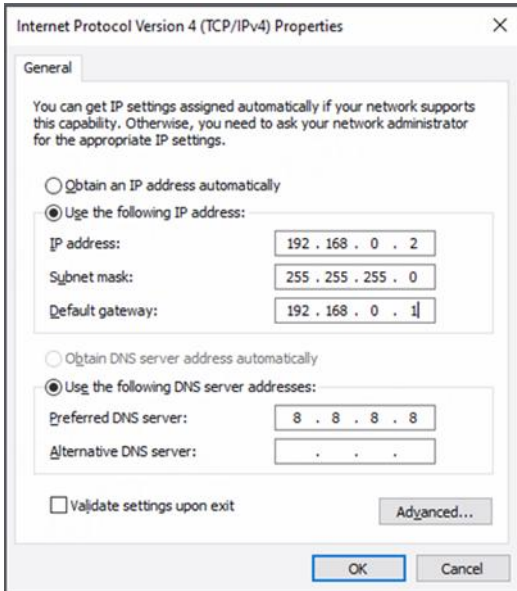 Internet Protocol Version 4 (TCP/IPv4) Properties
General
You can get IP settings assigned automatically if your network supports
this capability. Otherwise, you need to ask your network administrator
for the appropriate IP settings.
Obtain an IP address automatically
Use the following IP address:
IP address: 192 . 168 . 0 . 2
Subnet mask: 255 . 255 . 255 . 0
Default gateway: 192 . 168 . 0 . 1
Obtain DNS server address automatically
Use the following DNS server addresses:
Preferred DNS server: 8 . 8 . 8 . 8
Alternative DNS server: . . .
Validate settings upon exit
Advanced...
OK Cancel